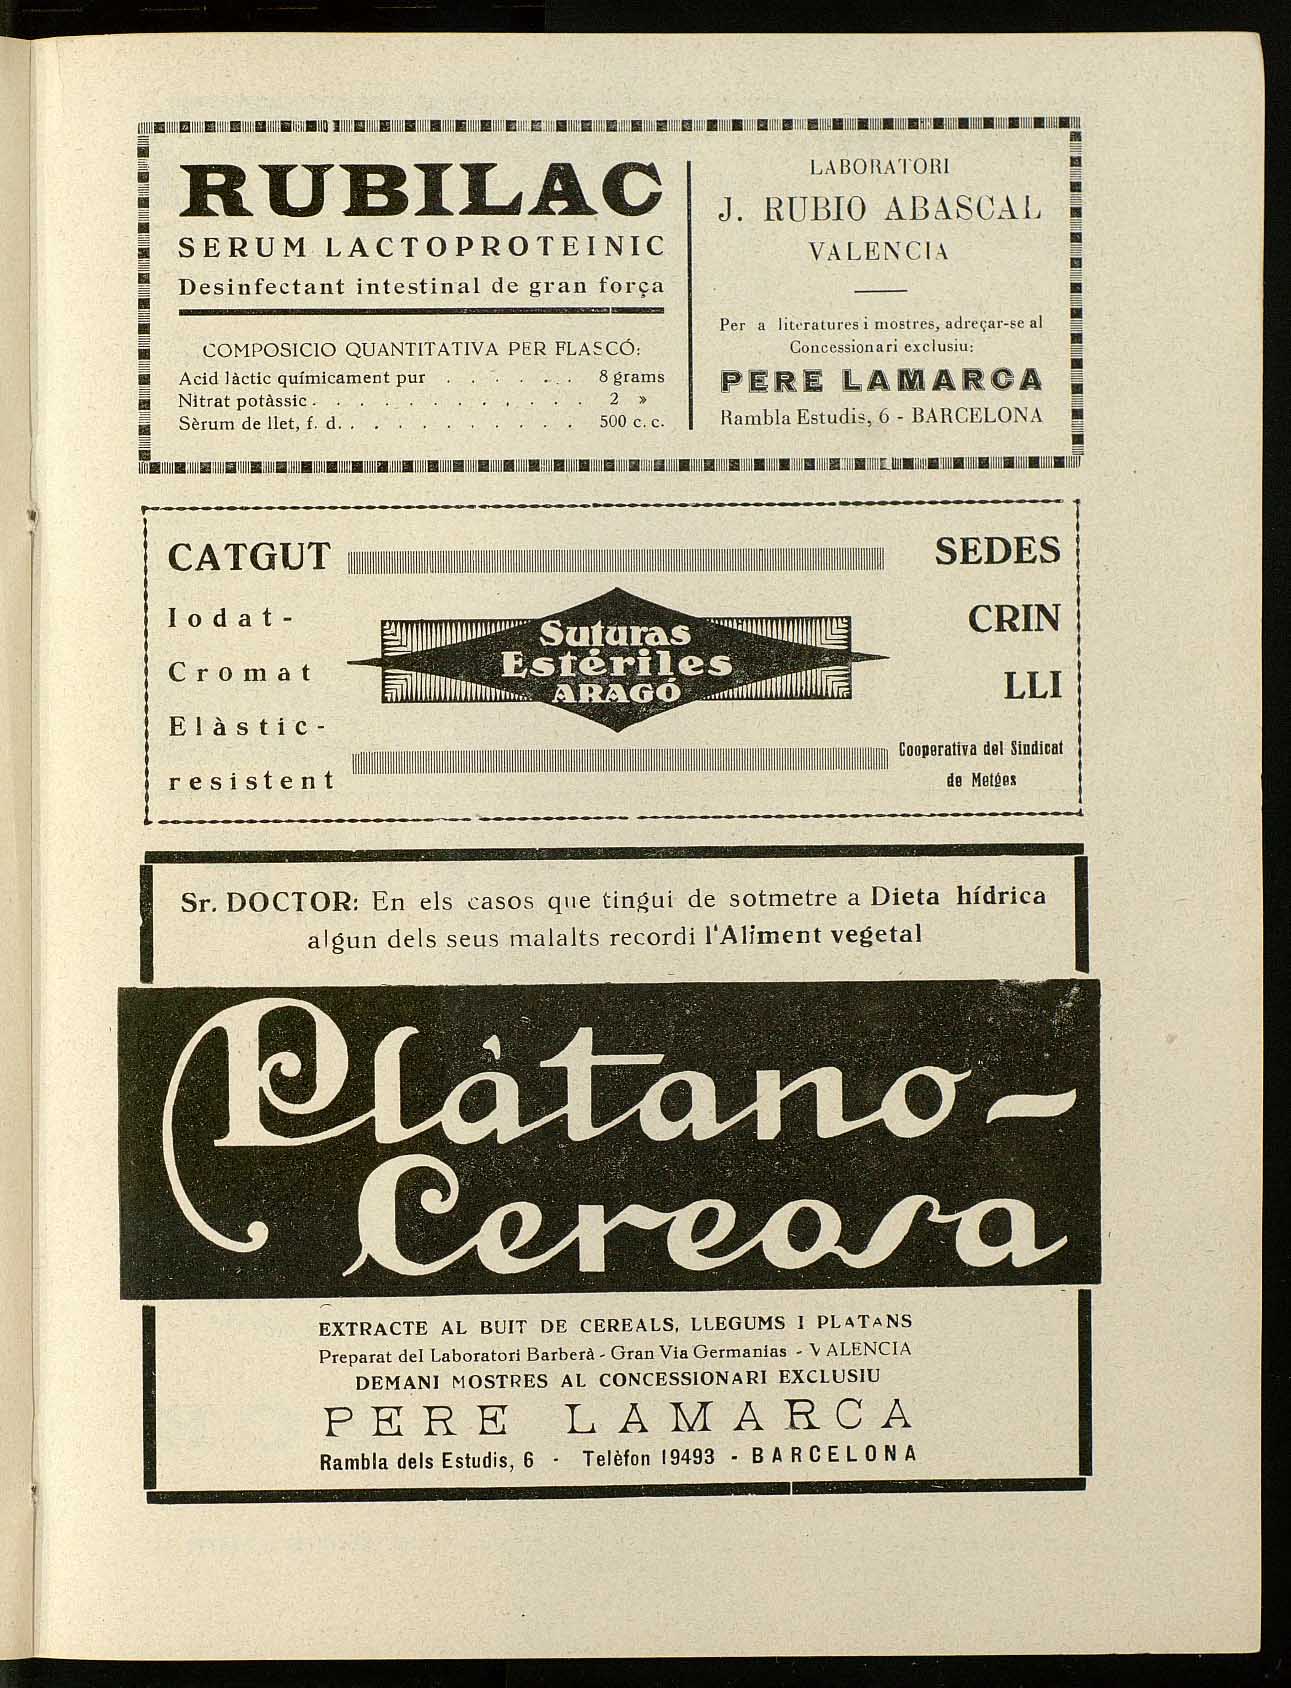 RUBILAC
SERUM LACTOPROTEINIC
Desinfectant intestinal de gran força
COMPOSICIO QUANTITATIVA PER FLASCÓ:
Acid làctic químicament pur . . . . . . 8 grams
Nitrat potàssic . . . . . . . . . . . 2 »
Sèrum de llet, f. d. . . . . . . . . . . 500 c. c.
LABORATORI
J. RUBIO ABASCAL
VALENCIA
Per a literatures i mostres, adreçar-se al
Concessionari exclusiu:
PERE LAMARCA
Rambla Estudis, 6 - BARCELONA
CATGUT
Iodat-
Cromat
Elàstic-
resistent
Suturas
Estériles
ARAGÓ
SEDES
CRIN
LLI
Cooperativa del Sindicat
de Metges
Sr. DOCTOR: En els casos que tingui de sotmetre a Dieta hídrica
algun dels seus malalts recordi l'Aliment vegetal
Plàtano-
Cereosa
EXTRACTE AL BUIT DE CEREALS, LLEGUMS I PLATANS
Preparat del Laboratori Barberà - Gran Via Germanias - VALENCIA
DEMANI MOSTRES AL CONCESSIONARI EXCLUSIU
PERE LAMARCA
Rambla dels Estudis, 6 - Telèfon 19493 - BARCELONA